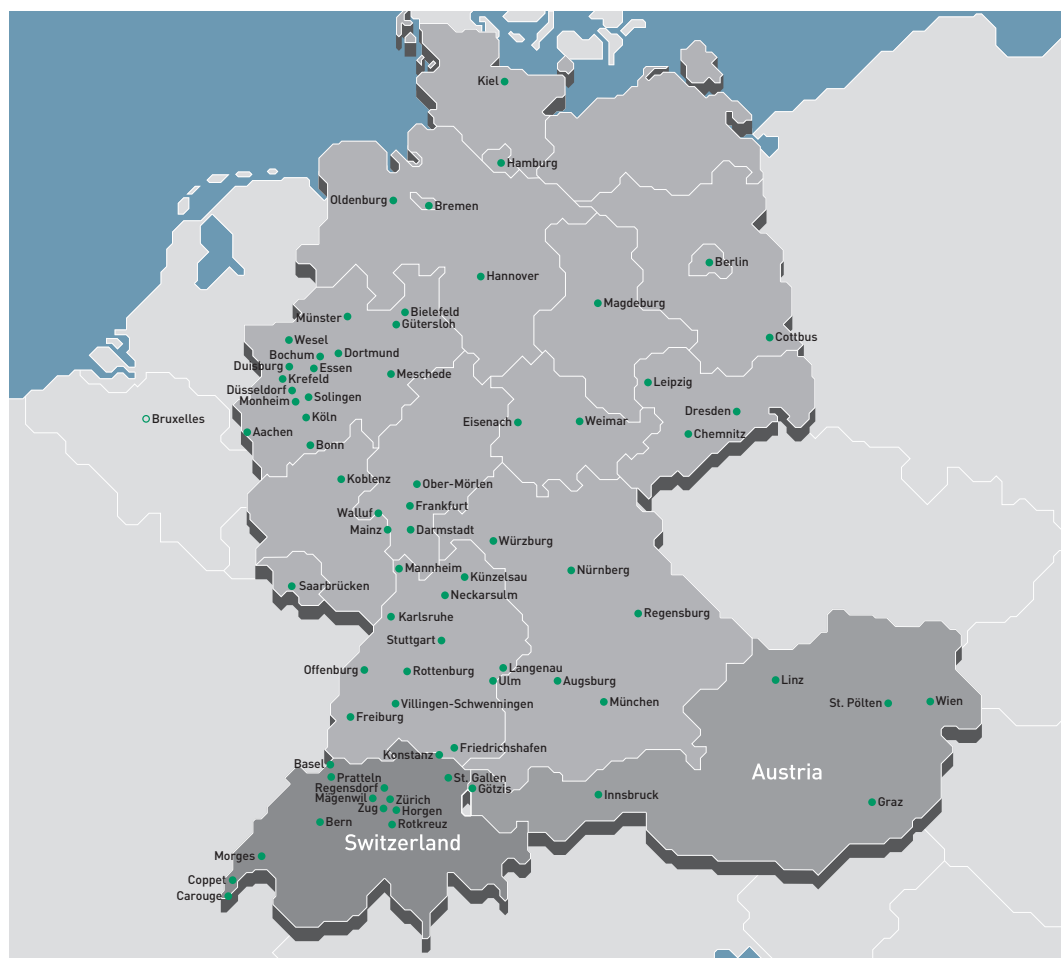 Kiel
Hamburg
Oldenburg
Bremen
Berlin
Hannover
Magdeburg
Bielefeld
Münster
Gütersloh
Cottbus
Wesel
Dortmund
Bochum
Duisburg
Essen
Meschede
Krefeld
Leipzig
Düsseldorf
Solingen
Monheim
Dresden
Köln
Bruxelles
Eisenach
Weimar
Aachen
Chemnitz
Bonn
Koblenz
Ober-Mörlen
Frankfurt
Walluf
Mainz
Darmstadt
Würzburg
Mannheim
Nürnberg
Künzelsau
Saarbrücken
Neckarsulm
Regensburg
Karlsruhe
Stuttgart
Langenau
Offenburg
Rottenburg
Ulm
Augsburg
Linz
Villingen-Schwenningen
München
St. Pölten
Wien
Freiburg
Friedrichshafen
Konstanz
Basel
Austria
Pratteln
St. Gallen
Regensdorf
Götzis
Innsbruck
Mägenwil
Zürich
Graz
Zug
Horgen
Bern
Rotkreuz
Switzerland
Morges
Coppet
Carouge